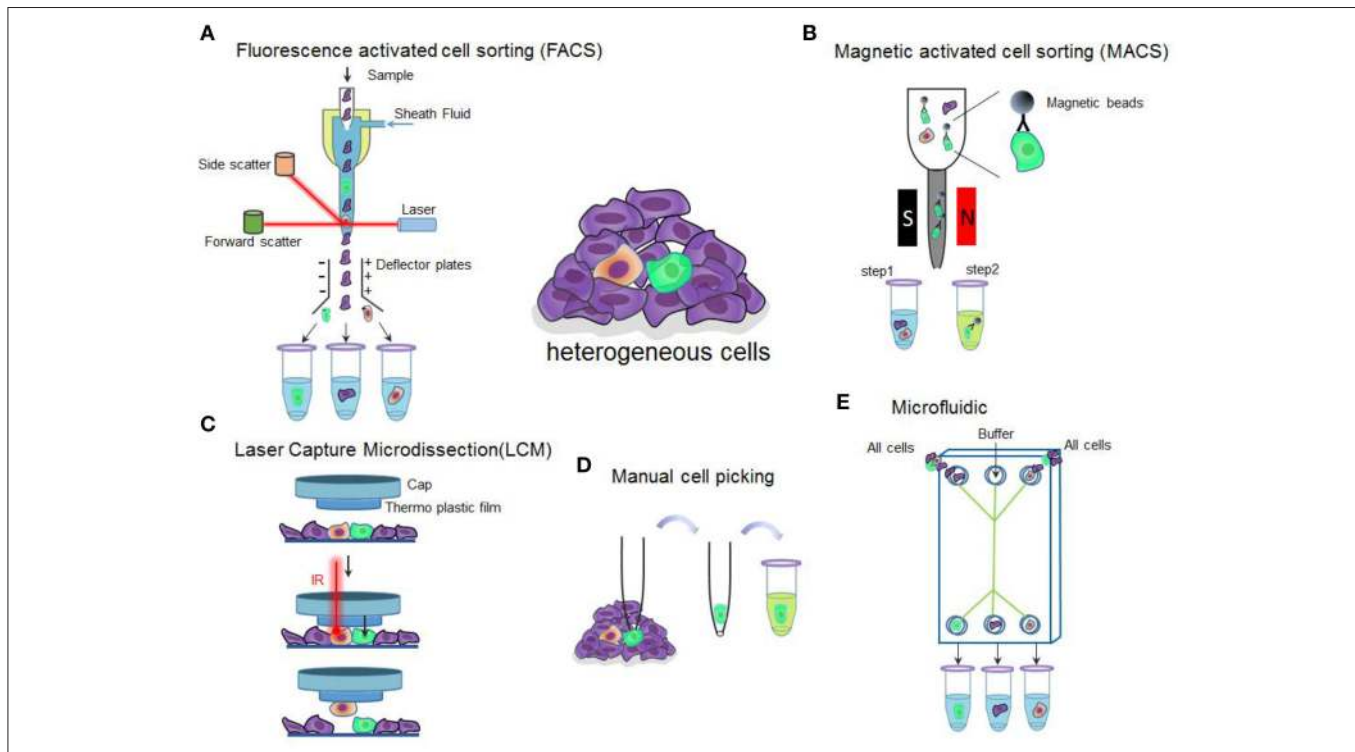 A
Fluorescence activated cell sorting (FACS)
Sample
Sheath Fluid
Side scatter
Laser
Forward scatter
- + Deflector plates
- +
- +
heterogeneous cells
B
Magnetic activated cell sorting (MACS)
Magnetic beads
S N
step1 step2
C
Laser Capture Microdissection(LCM)
Cap
Thermo plastic film
IR
D
Manual cell picking
E
Microfluidic
Buffer
All cells All cells